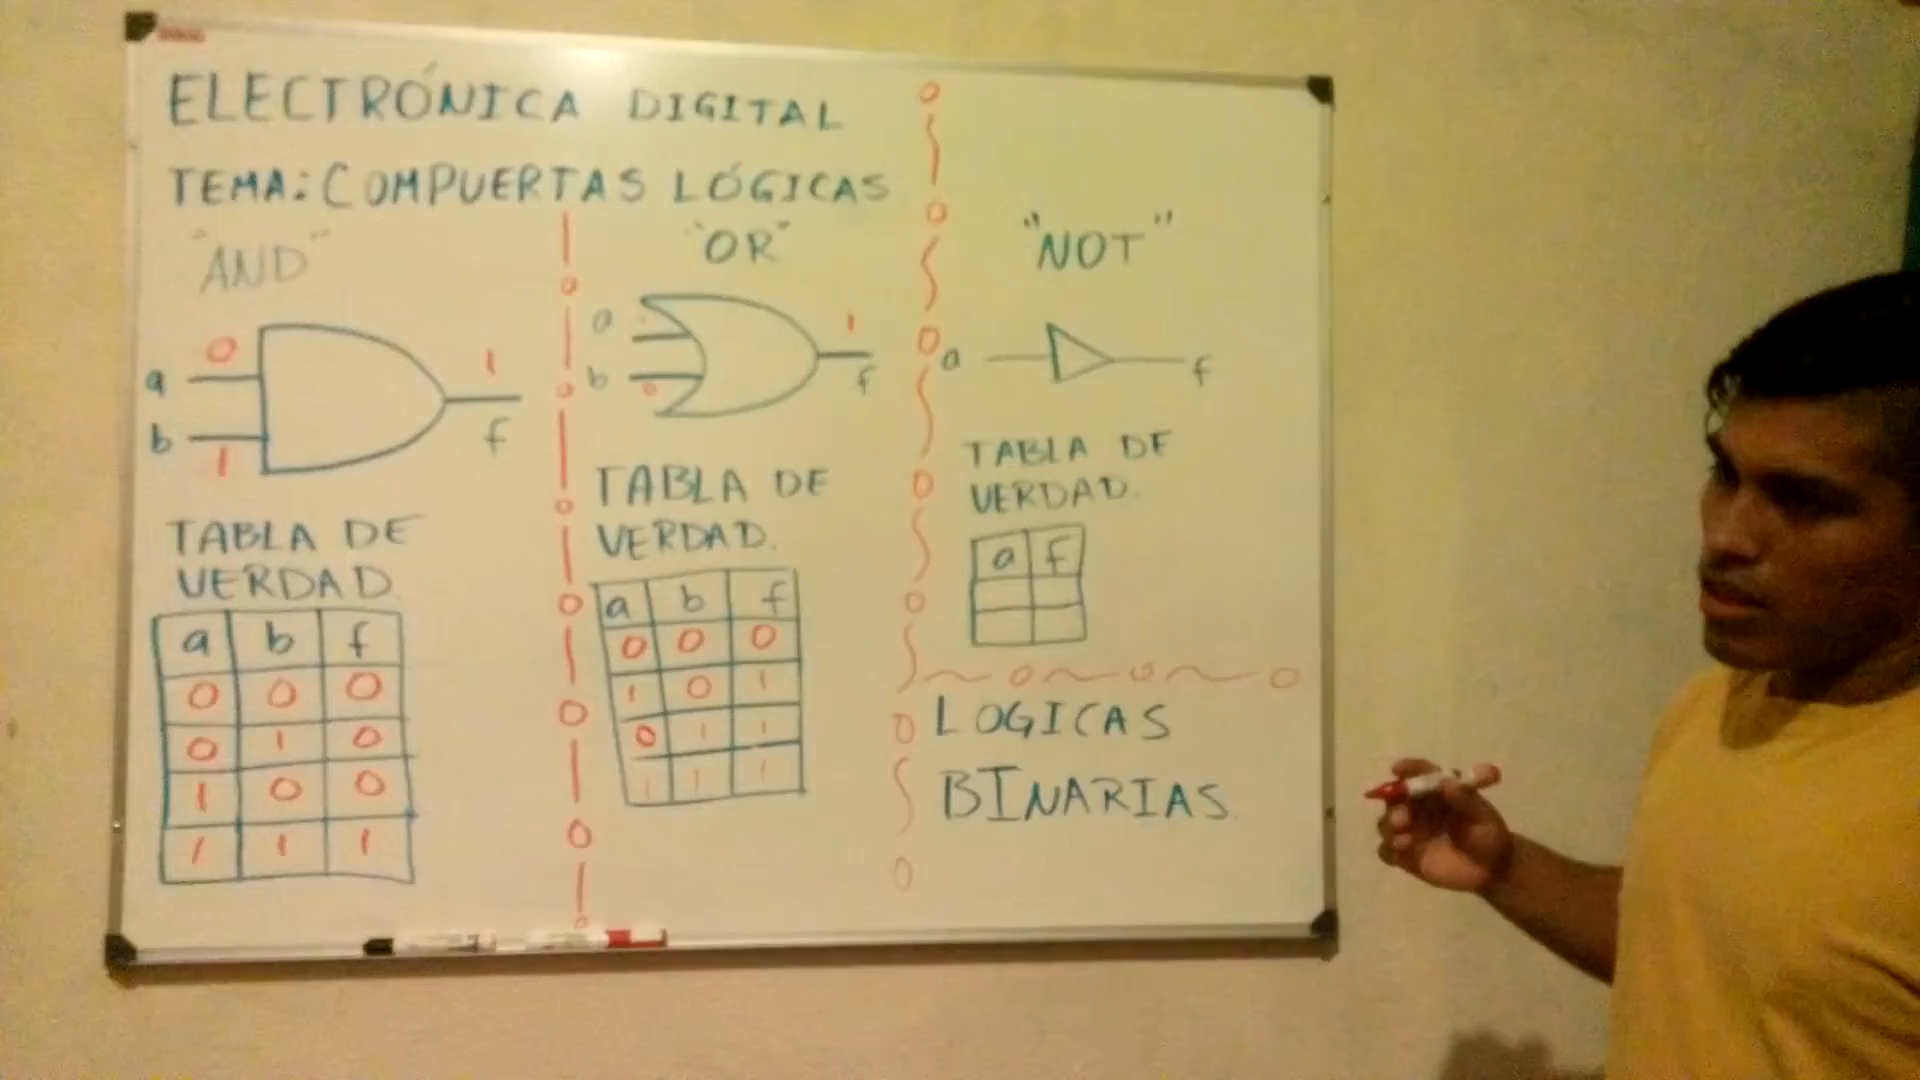 ELECTRÓNICA DIGITAL
TEMA: COMPUERTAS LÓGICAS
"AND"
0
a
1
f
b
1
TABLA DE
VERDAD
a b f
0 0 0
0 1 0
1 0 0
1 1 1
"OR"
a
1
b
0
f
TABLA DE
VERDAD.
a b f
0 0 0
1 0 1
0 1 1
1 1 1
"NOT"
a f
TABLA DE
VERDAD.
a f
LOGICAS
BINARIAS.